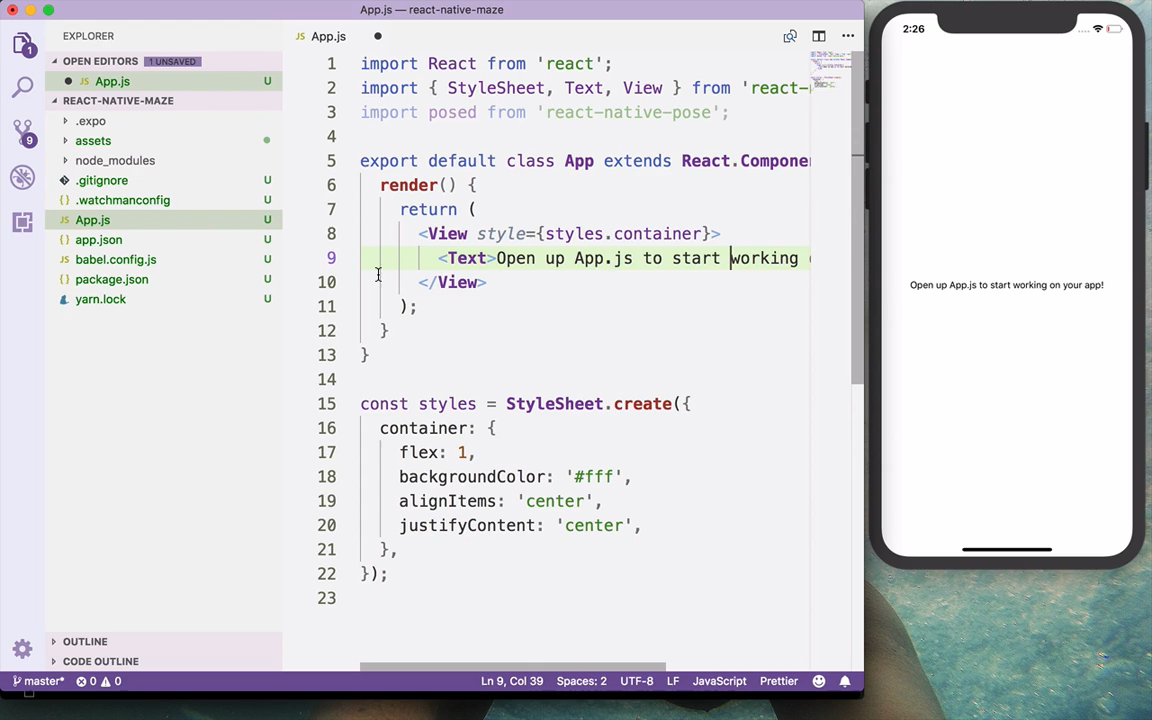 App.js — react-native-maze
EXPLORER
OPEN EDITORS 1 UNSAVED
App.js U
REACT-NATIVE-MAZE
.expo
assets
node_modules
.gitignore U
.watchmanconfig U
App.js U
app.json U
babel.config.js U
package.json U
yarn.lock U
OUTLINE
CODE OUTLINE
1
9
JS App.js
1 import React from 'react';
2 import { StyleSheet, Text, View } from 'react-
3 import posed from 'react-native-pose';
4
5 export default class App extends React.Compone
6 render() {
7 return (
8 <View style={styles.container}>
9 <Text>Open up App.js to start working
10 </View>
11 );
12 }
13 }
14
15 const styles = StyleSheet.create({
16 container: {
17 flex: 1,
18 backgroundColor: '#fff',
19 alignItems: 'center',
20 justifyContent: 'center',
21 },
22 });
23
master* 0 0 Ln 9, Col 39 Spaces: 2 UTF-8 LF JavaScript Prettier
2:26
Open up App.js to start working on your app!